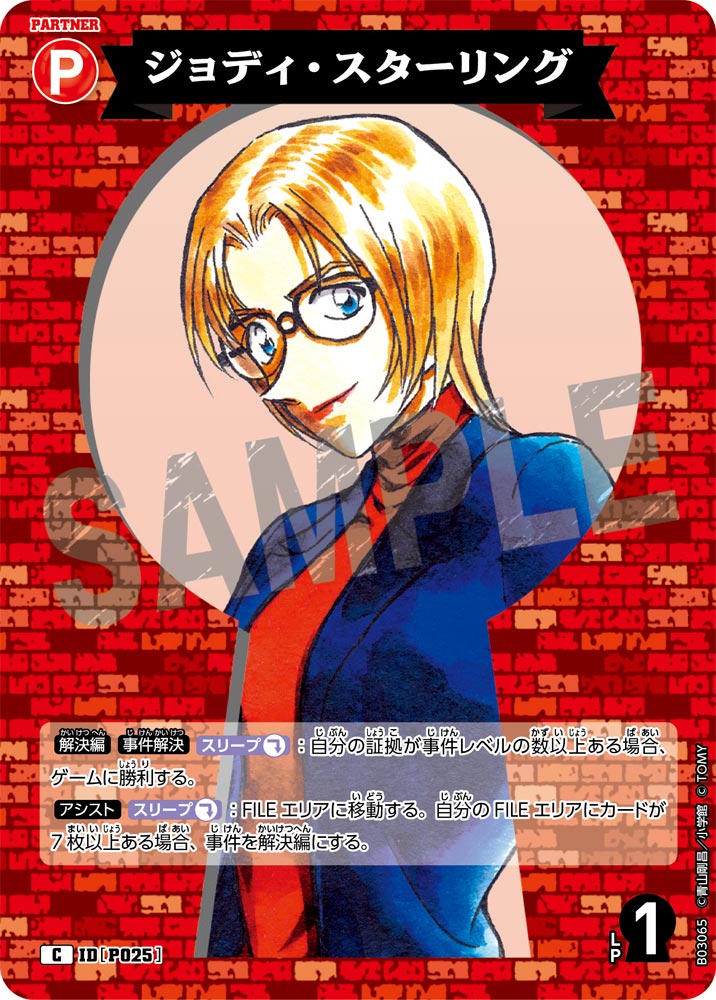 PARTNER
P
ジョディ・スターリング
SAMPLE
解決編 事件解決 スリープ：自分の証拠が事件レベルの数以上ある場合、
ゲームに勝利する。
アシスト スリープ：FILEエリアに移動する。自分のFILEエリアにカードが
7枚以上ある場合、事件を解決編にする。
C ID[P025]
LP 1
B03065 ©青山剛昌／小学館 © TOMY